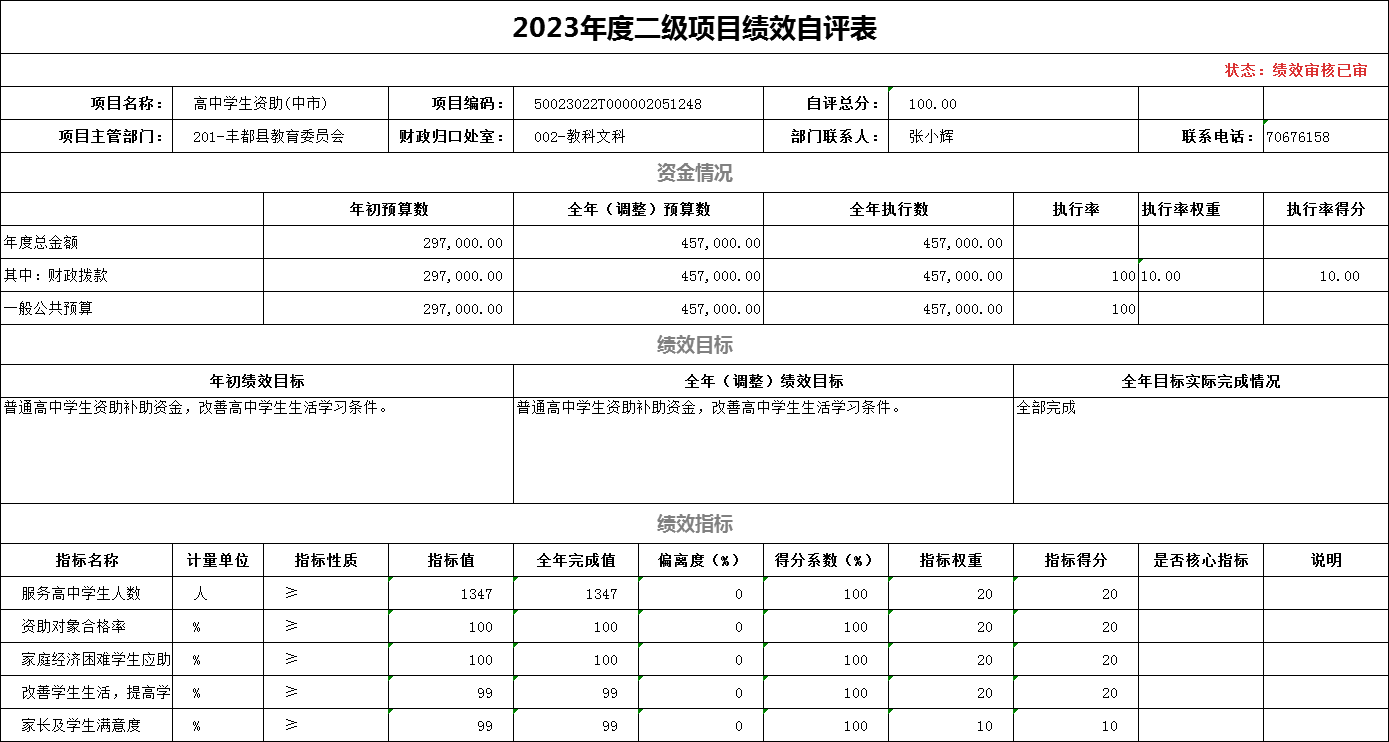 2023年度二级项目绩效自评表
状态：绩效审核已审
项目名称： 高中学生资助(中市) 项目编码： 50023022T000002051248 自评总分： 100.00
项目主管部门： 201-丰都县教育委员会 财政归口处室： 002-教科文科 部门联系人： 张小辉 联系电话： 70676158
资金情况
年初预算数 全年（调整）预算数 全年执行数 执行率 执行率权重 执行率得分
年度总金额 297,000.00 457,000.00 457,000.00
其中：财政拨款 297,000.00 457,000.00 457,000.00 100 10.00 10.00
一般公共预算 297,000.00 457,000.00 457,000.00 100
绩效目标
年初绩效目标 全年（调整）绩效目标 全年目标实际完成情况
普通高中学生资助补助资金，改善高中学生生活学习条件。 普通高中学生资助补助资金，改善高中学生生活学习条件。 全部完成
绩效指标
指标名称 计量单位 指标性质 指标值 全年完成值 偏离度（%） 得分系数（%） 指标权重 指标得分 是否核心指标 说明
服务高中学生人数 人 ≥ 1347 1347 0 100 20 20
资助对象合格率 % ≥ 100 100 0 100 20 20
家庭经济困难学生应助 % ≥ 100 100 0 100 20 20
改善学生生活，提高学 % ≥ 99 99 0 100 20 20
家长及学生满意度 % ≥ 99 99 0 100 10 10